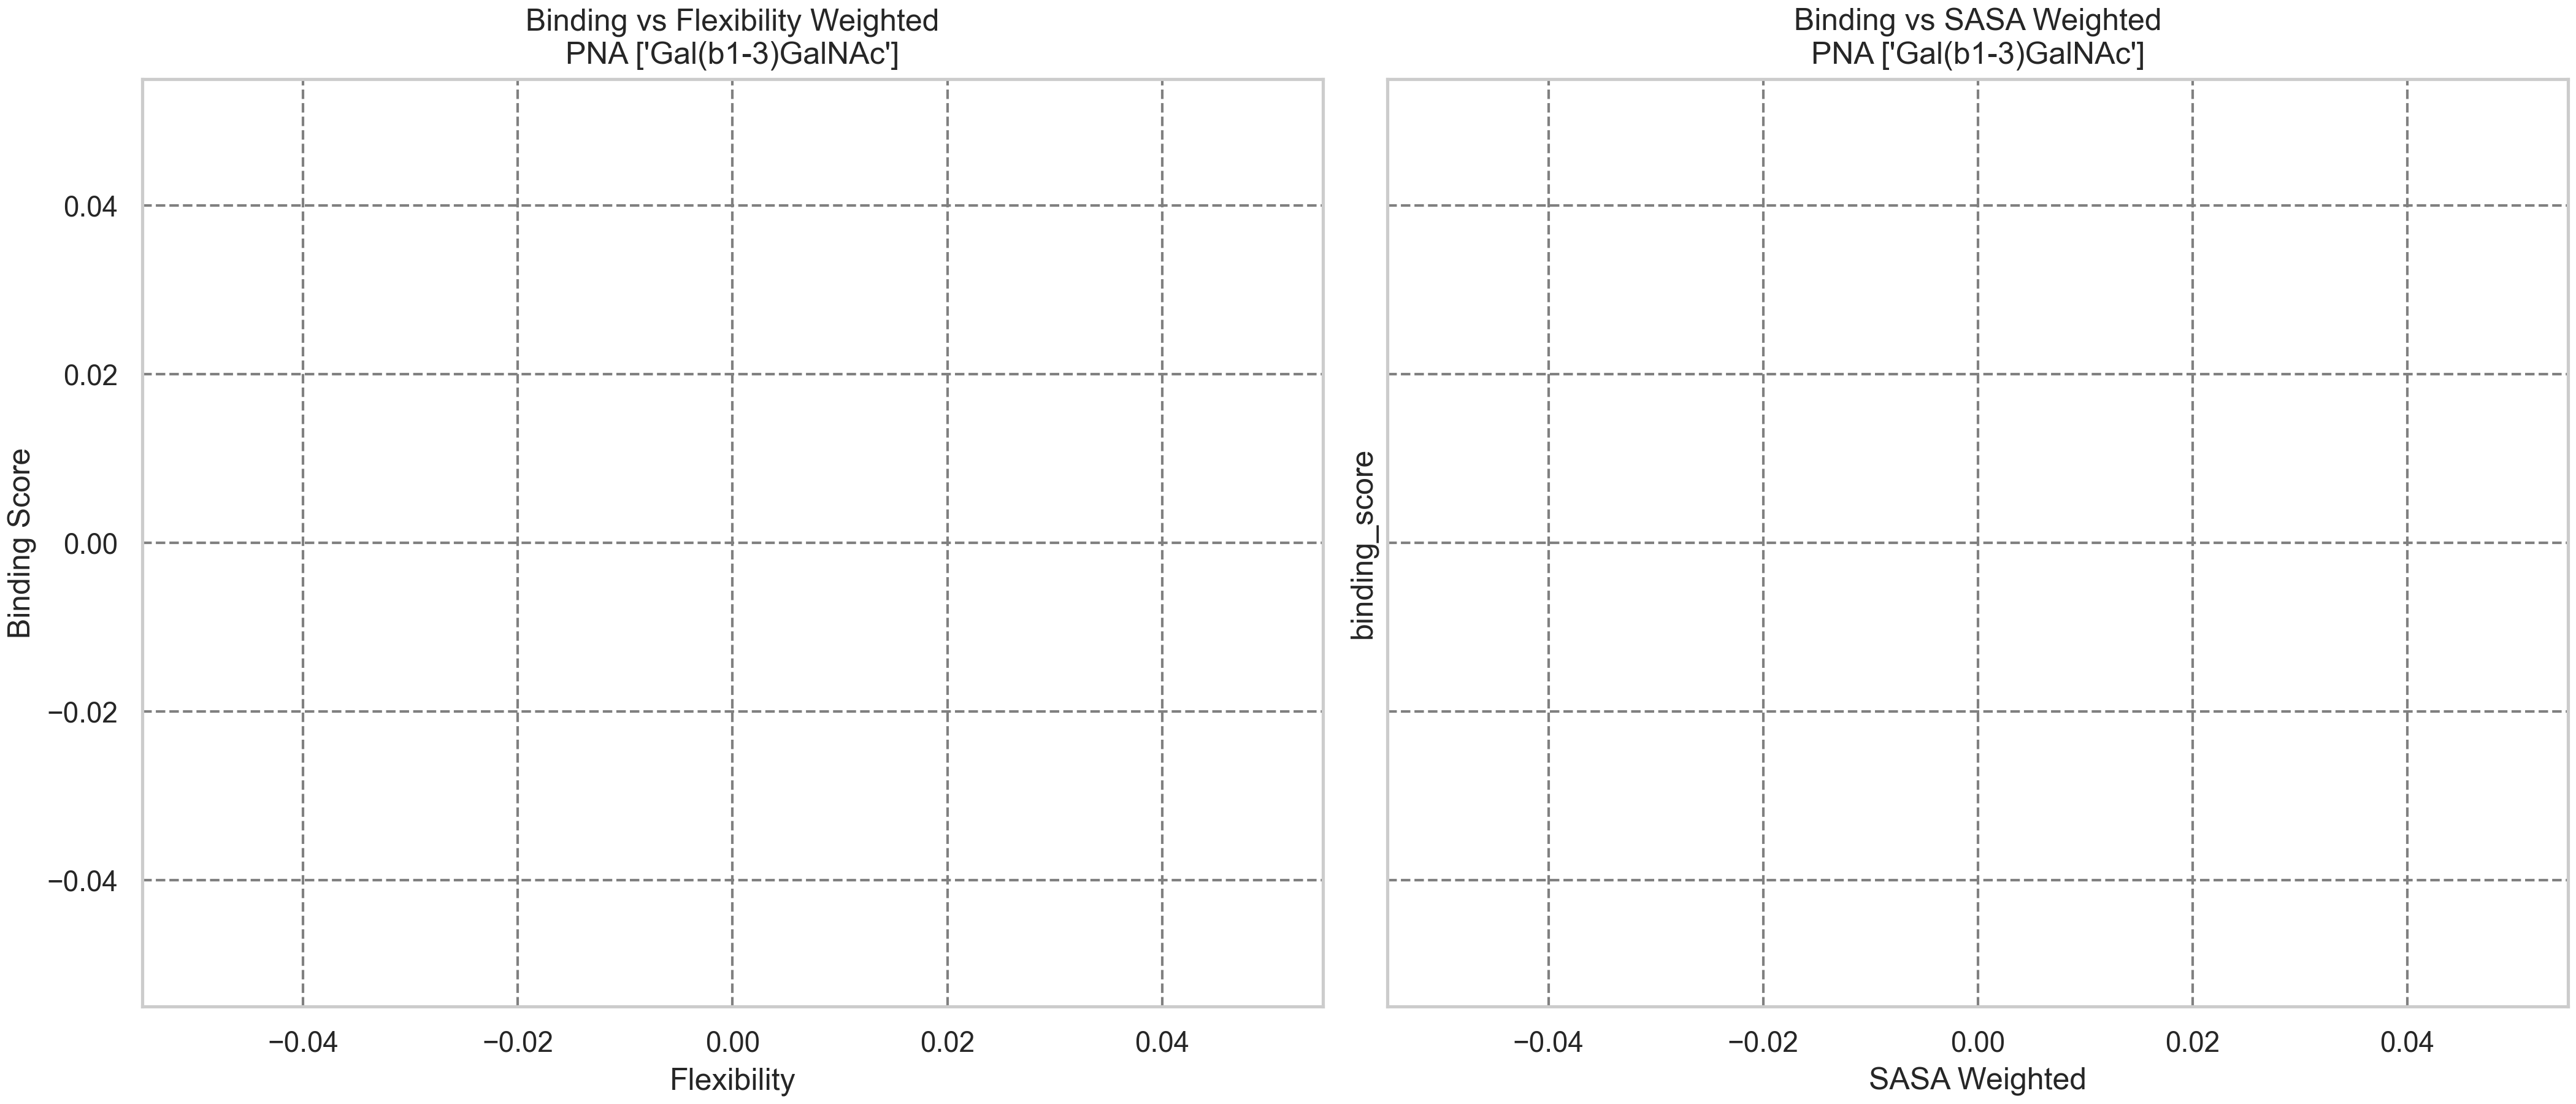 Binding vs Flexibility Weighted
PNA ['Gal(b1-3)GalNAc']
Binding Score
0.04
0.02
0.00
−0.02
−0.04
−0.04
−0.02
0.00
0.02
0.04
Flexibility
Binding vs SASA Weighted
PNA ['Gal(b1-3)GalNAc']
binding_score
−0.04
−0.02
0.00
0.02
0.04
SASA Weighted